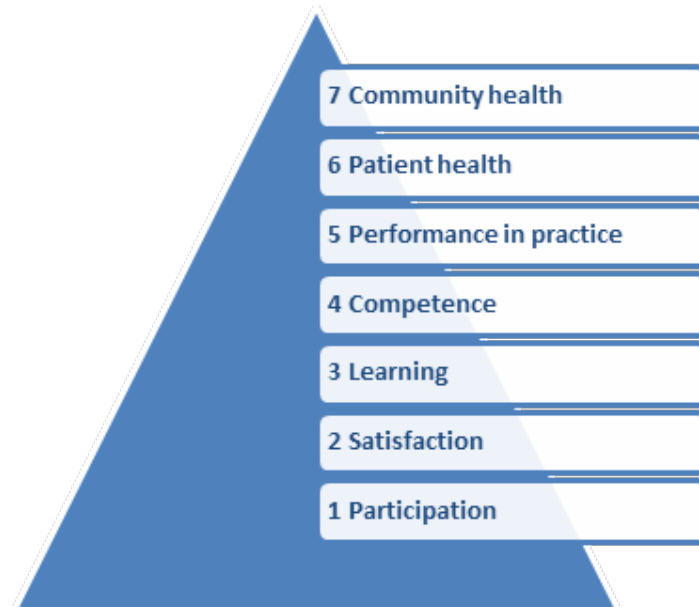 7 Community health
6 Patient health
5 Performance in practice
4 Competence
3 Learning
2 Satisfaction
1 Participation